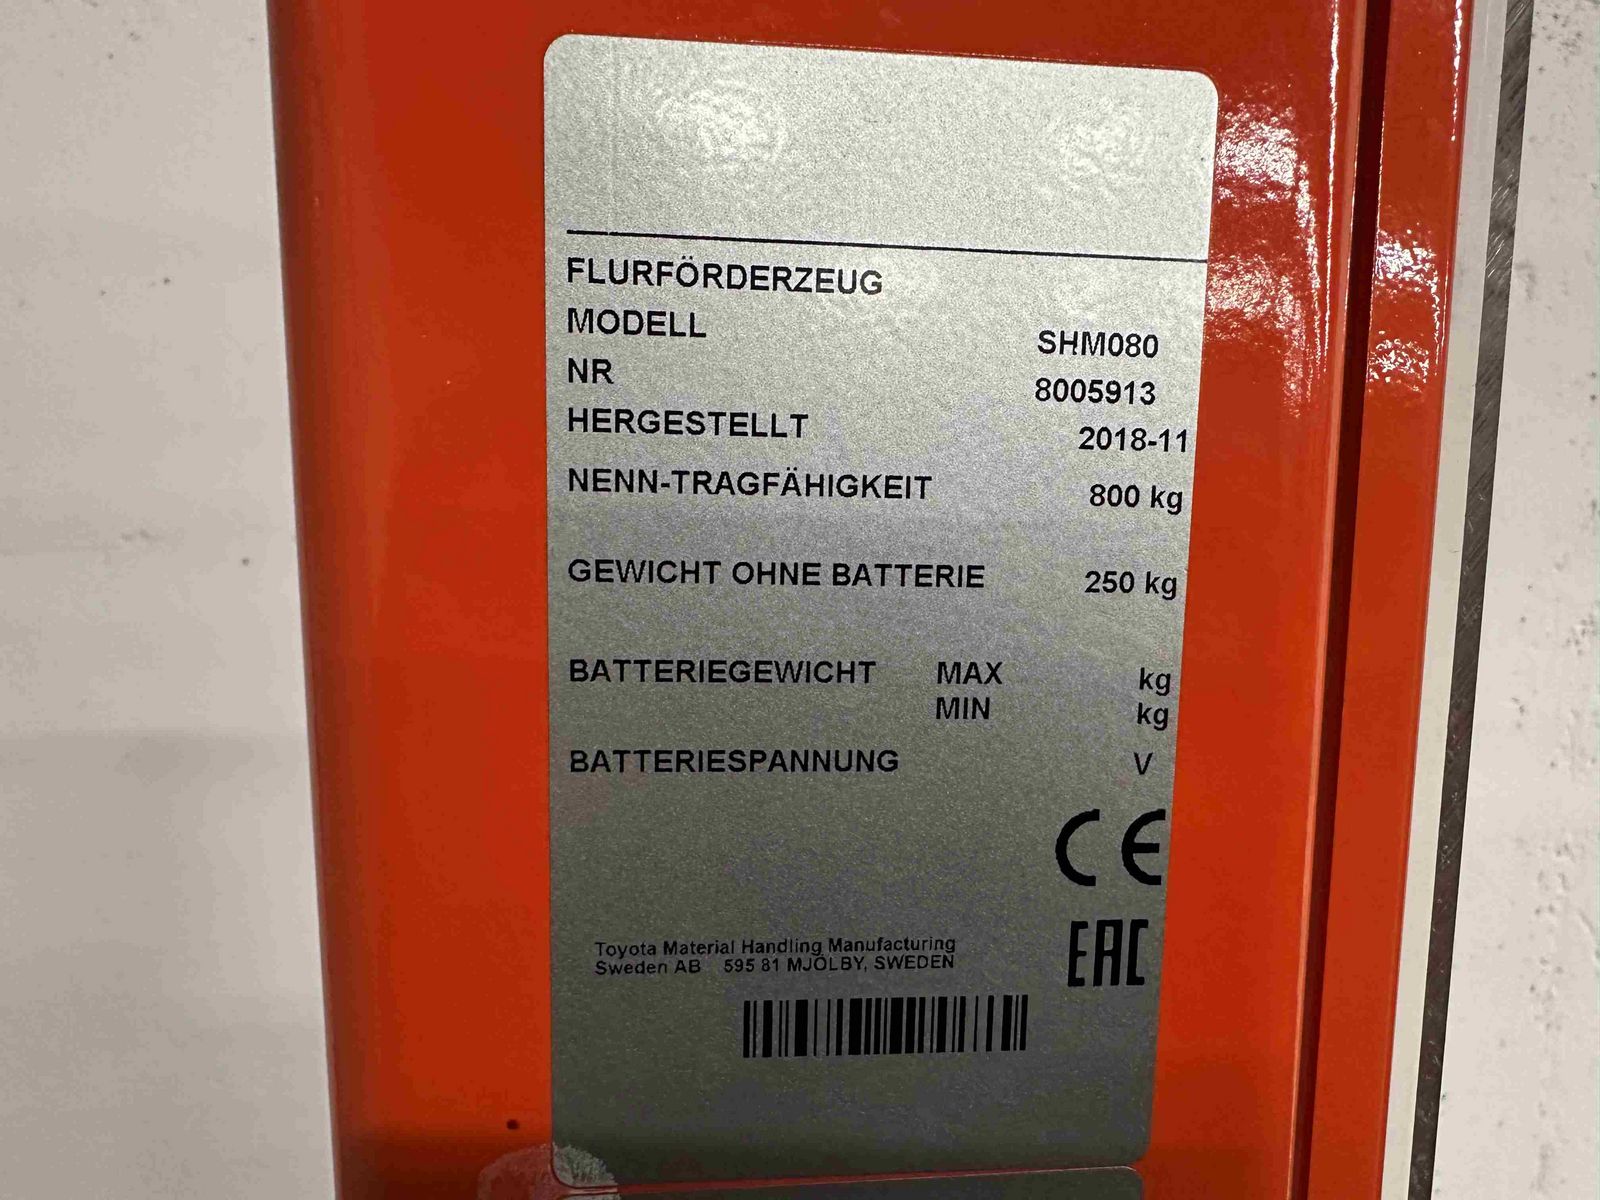 FLURFÖRDERZEUG
MODELL SHM080
NR 8005913
HERGESTELLT 2018-11
NENN-TRAGFÄHIGKEIT 800 kg
GEWICHT OHNE BATTERIE 250 kg
BATTERIEGEWICHT MAX kg
MIN kg
BATTERIESPANNUNG V
CE
EAC
Toyota Material Handling Manufacturing
Sweden AB 595 81 MJÖLBY, SWEDEN